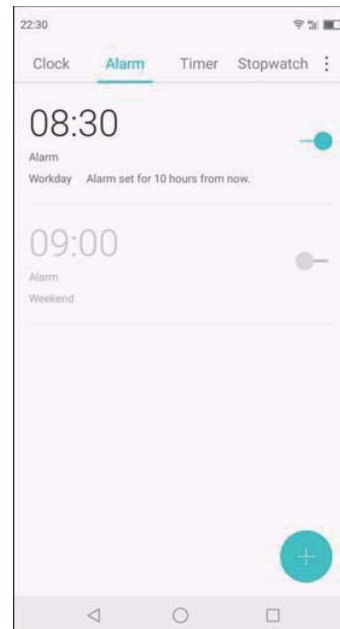 22:30
Clock Alarm Timer Stopwatch
08:30
Alarm
Workday Alarm set for 10 hours from now.
09:00
Alarm
Weekend